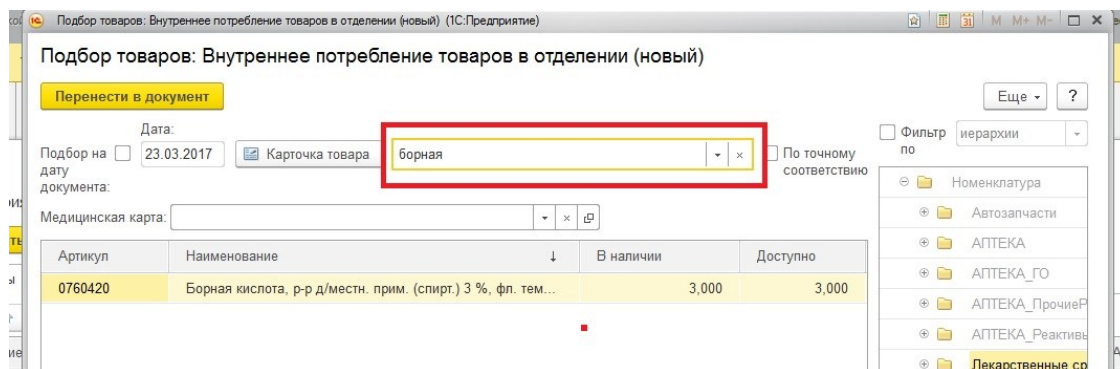 Подбор товаров: Внутреннее потребление товаров в отделении (новый) (1С:Предприятие)
31 M M+ M-
Подбор товаров: Внутреннее потребление товаров в отделении (новый)
Перенести в документ
Еще
?
Дата:
Подбор на дату документа:
23.03.2017
Карточка товара
борная
По точному соответствию
Фильтр по
иерархии
Медицинская карта:
Артикул Наименование В наличии Доступно
0760420 Борная кислота, р-р д/местн. прим. (спирт.) 3 %, фл. тем... 3,000 3,000
Номенклатура
Автозапчасти
АПТЕКА
АПТЕКА_ГО
АПТЕКА_ПрочиеР
АПТЕКА_Реактивы
Лекарственные ср